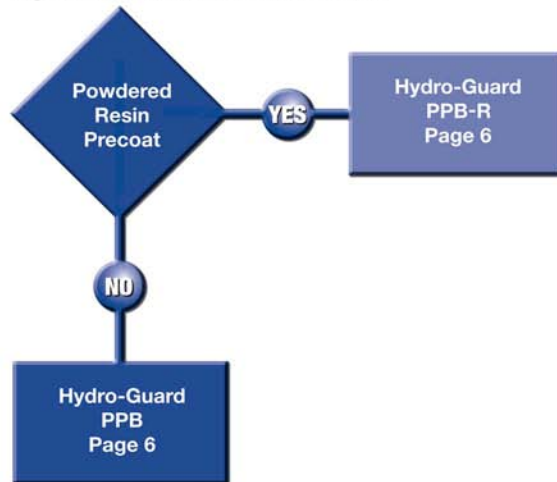 Powdered
Resin
Precoat
YES
Hydro-Guard
PPB-R
Page 6
NO
Hydro-Guard
PPB
Page 6